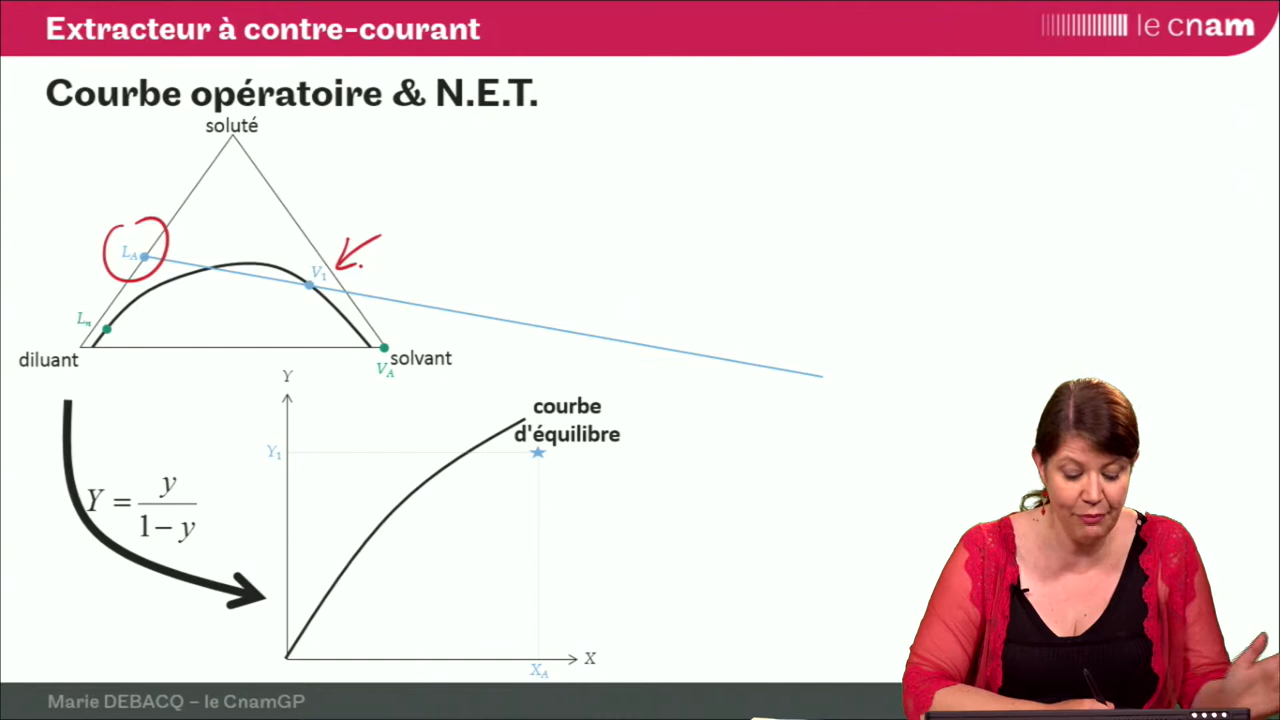 Extracteur à contre-courant
le cnam
Courbe opératoire & N.E.T.
soluté
L_A
V_1
L_n
diluant
solvant
V_A
Y
courbe
d'équilibre
Y_1
Y = y / (1 − y)
X
X_A
Marie DEBACQ – le CnamGP